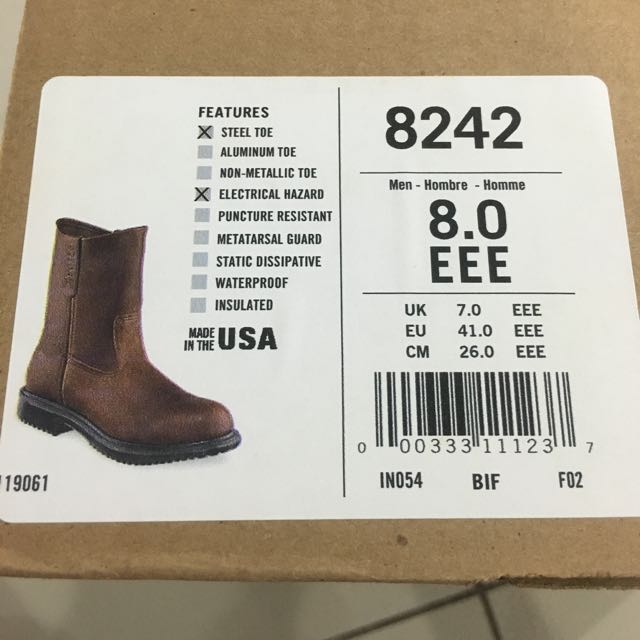 FEATURES
STEEL TOE
ALUMINUM TOE
NON-METALLIC TOE
ELECTRICAL HAZARD
PUNCTURE RESISTANT
METATARSAL GUARD
STATIC DISSIPATIVE
WATERPROOF
INSULATED
MADE IN THE USA
8242
Men - Hombre - Homme
8.0
EEE
UK 7.0 EEE
EU 41.0 EEE
CM 26.0 EEE
0 00333 11123 7
IN054 BIF F02
119061